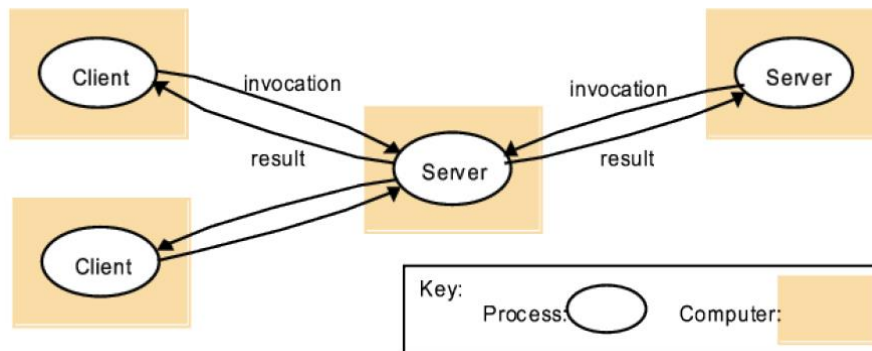 Client
invocation
result
Server
invocation
result
Server
Client
Key:
Process:
Computer: